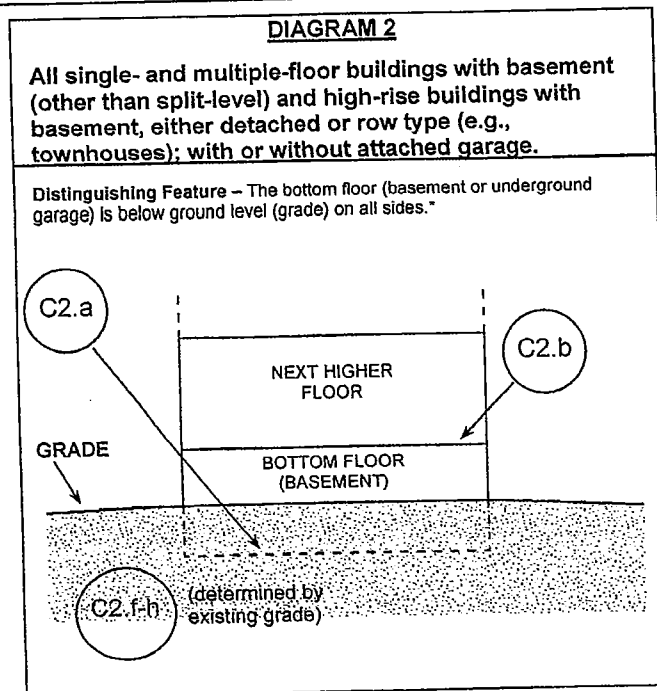 DIAGRAM 2
All single- and multiple-floor buildings with basement
(other than split-level) and high-rise buildings with
basement, either detached or row type (e.g.,
townhouses); with or without attached garage.
Distinguishing Feature – The bottom floor (basement or underground
garage) is below ground level (grade) on all sides.*
C2.a
C2.b
NEXT HIGHER
FLOOR
GRADE
BOTTOM FLOOR
(BASEMENT)
C2.f-h
(determined by
existing grade)